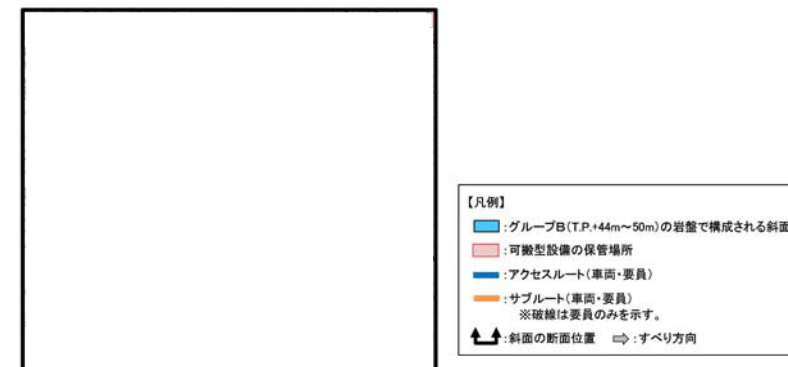 【凡例】
:グループB(T.P.+44m～50m)の岩盤で構成される斜面
:可搬型設備の保管場所
:アクセスルート(車両・要員)
:サブルート(車両・要員)
※破線は要員のみを示す。
:斜面の断面位置 :すべり方向